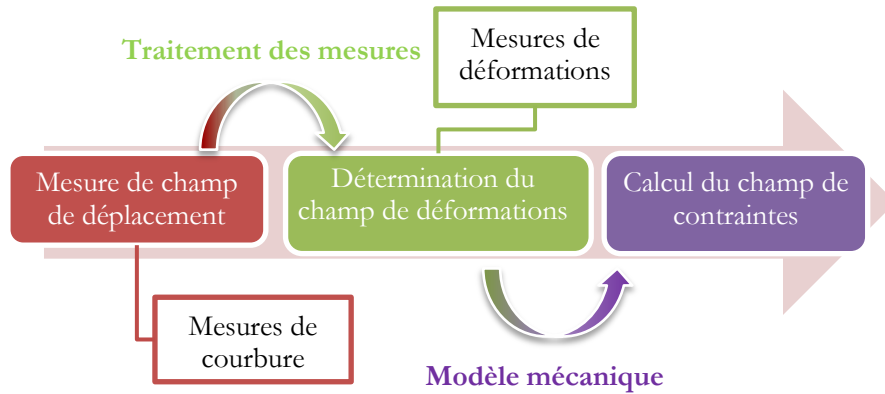 Traitement des mesures
Mesures de
déformations
Mesure de champ
de déplacement
Détermination du
champ de déformations
Calcul du champ de
contraintes
Mesures de
courbure
Modèle mécanique